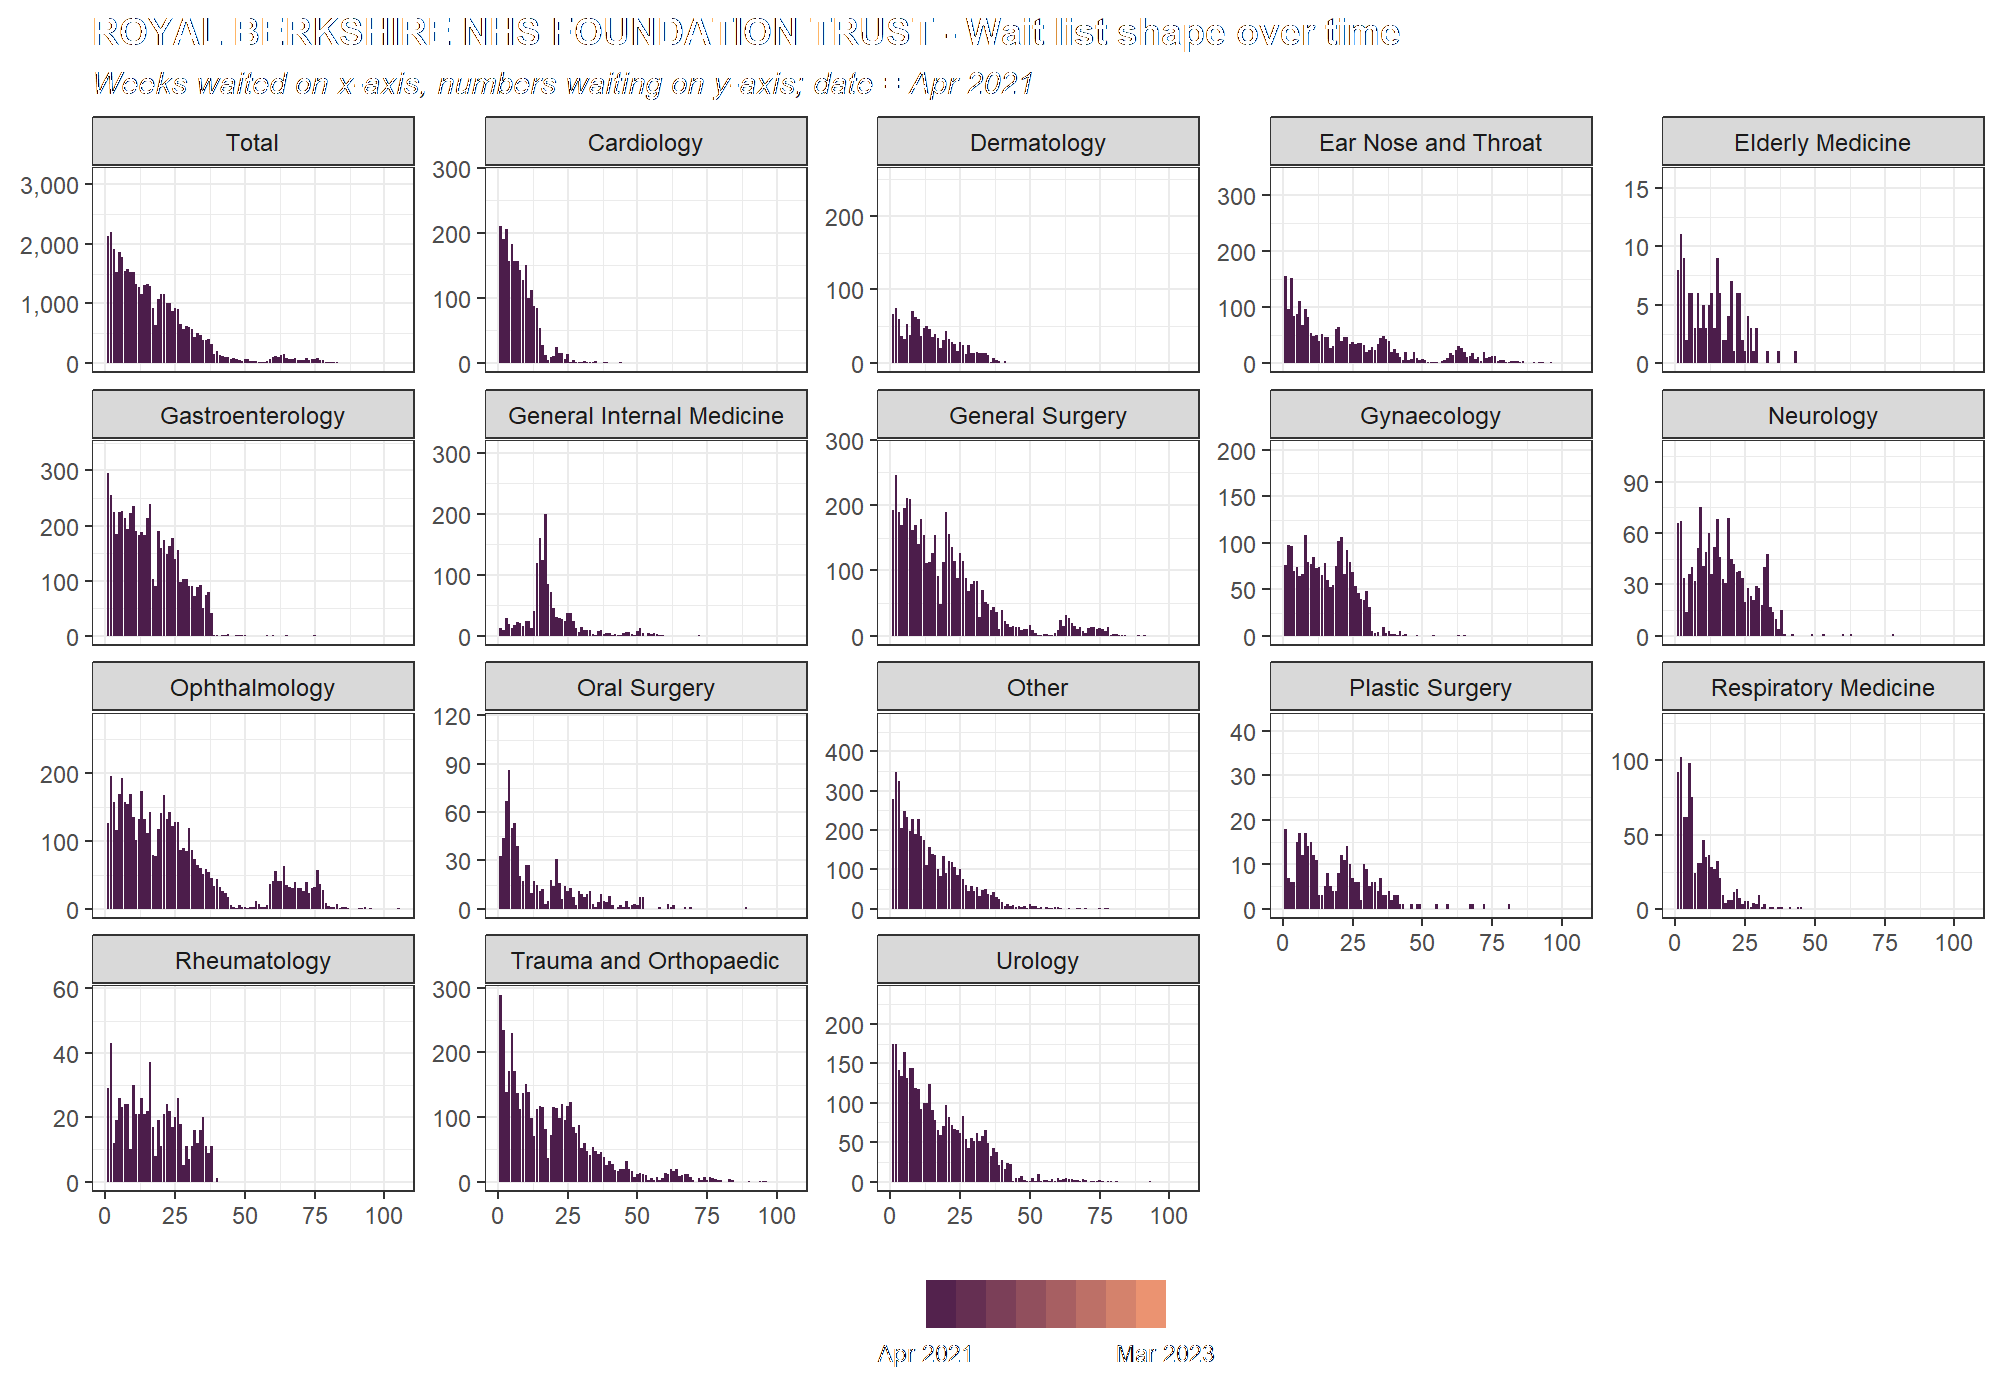 ROYAL BERKSHIRE NHS FOUNDATION TRUST - Wait list shape over time
Weeks waited on x-axis, numbers waiting on y-axis; date = Apr 2021
Total
Cardiology
Dermatology
Ear Nose and Throat
Elderly Medicine
3,000
2,000
1,000
0
300
200
100
0
200
100
0
300
200
100
0
15
10
5
0
Gastroenterology
General Internal Medicine
General Surgery
Gynaecology
Neurology
300
200
100
0
300
200
100
0
300
200
100
0
200
150
100
50
0
90
60
30
0
Ophthalmology
Oral Surgery
Other
Plastic Surgery
Respiratory Medicine
200
100
0
120
90
60
30
0
400
300
200
100
0
40
30
20
10
0
100
50
0
0 25 50 75 100
0 25 50 75 100
Rheumatology
Trauma and Orthopaedic
Urology
60
40
20
0
300
200
100
0
200
150
100
50
0
0 25 50 75 100
0 25 50 75 100
0 25 50 75 100
Apr 2021
Mar 2023